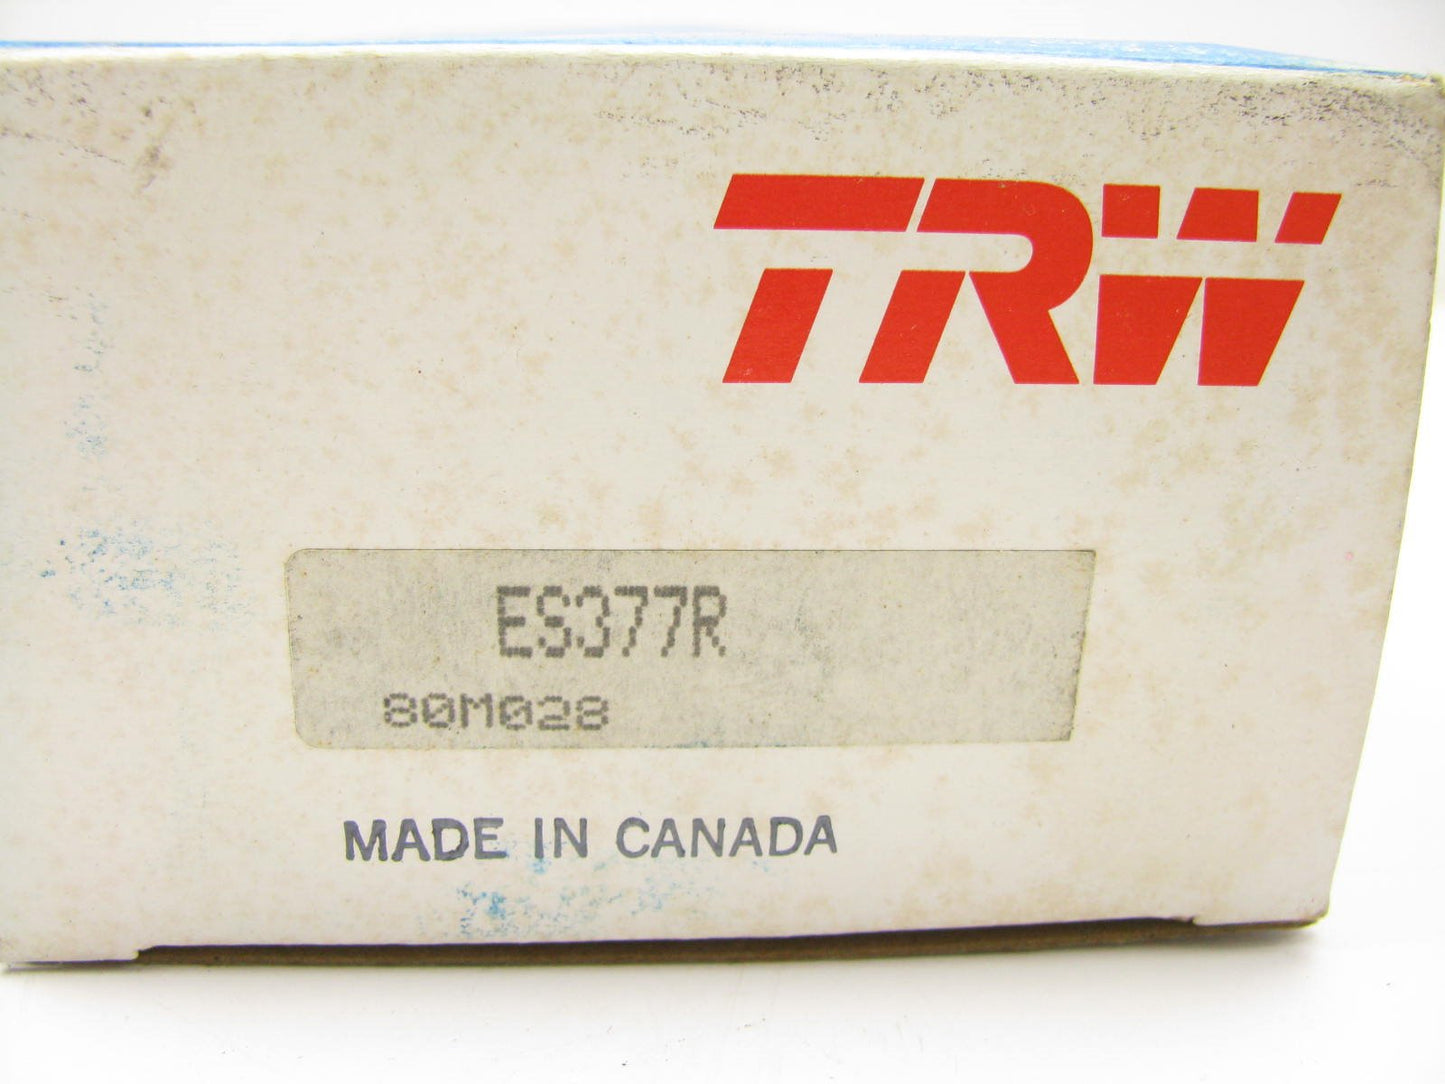 TRW
ES377R
80M028
MADE IN CANADA